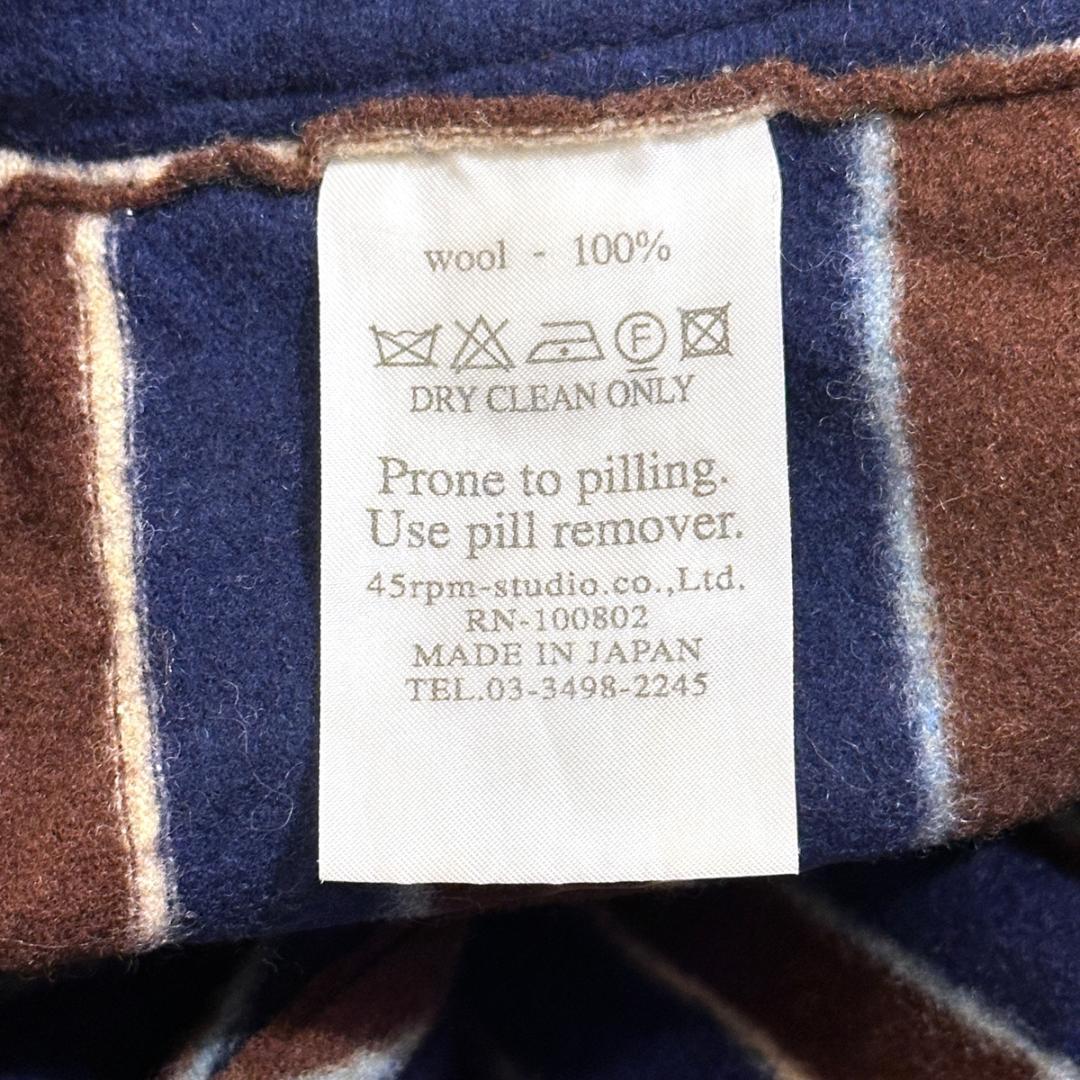 wool - 100%
F
DRY CLEAN ONLY
Prone to pilling.
Use pill remover.
45rpm-studio.co.,Ltd.
RN-100802
MADE IN JAPAN
TEL.03-3498-2245